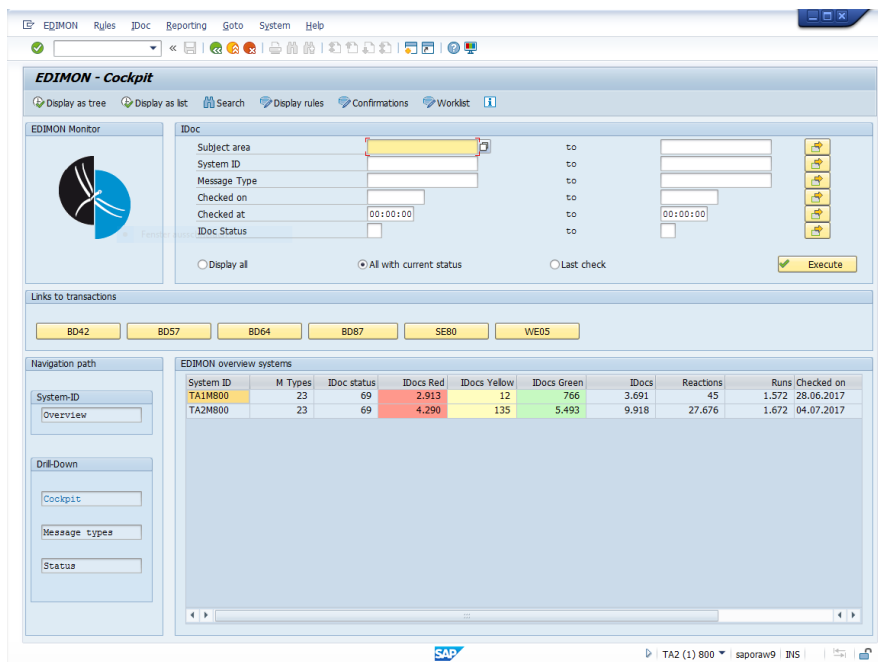 EDIMON Rules IDoc Reporting Goto System Help
EDIMON - Cockpit
Display as tree Display as list Search Display rules Confirmations Worklist
EDIMON Monitor
IDoc
Subject area to
System ID to
Message Type to
Checked on to
Checked at 00:00:00 to 00:00:00
IDoc Status to
Display all All with current status Last check Execute
Links to transactions
BD42 BD57 BD64 BD87 SE80 WE05
Navigation path
System-ID
Overview
Drill-Down
Cockpit
Message types
Status
EDIMON overview systems
System ID M Types IDoc status IDocs Red IDocs Yellow IDocs Green IDocs Reactions Runs Checked on
TA1M800 23 69 2.913 12 766 3.691 45 1.572 28.06.2017
TA2M800 23 69 4.290 135 5.493 9.918 27.676 1.672 04.07.2017
SAP TA2 (1) 800 saporaw9 INS